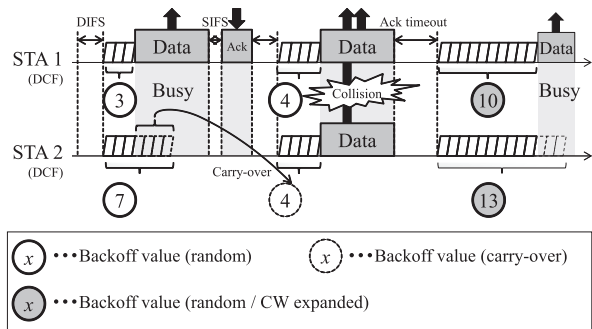 DIFS SIFS Ack timeout
STA 1 (DCF) Data Ack Data Data
3 Busy 4 Collision 10 Busy
STA 2 (DCF) Data
Carry-over
7 4 13
x •••Backoff value (random) x •••Backoff value (carry-over)
x •••Backoff value (random / CW expanded)